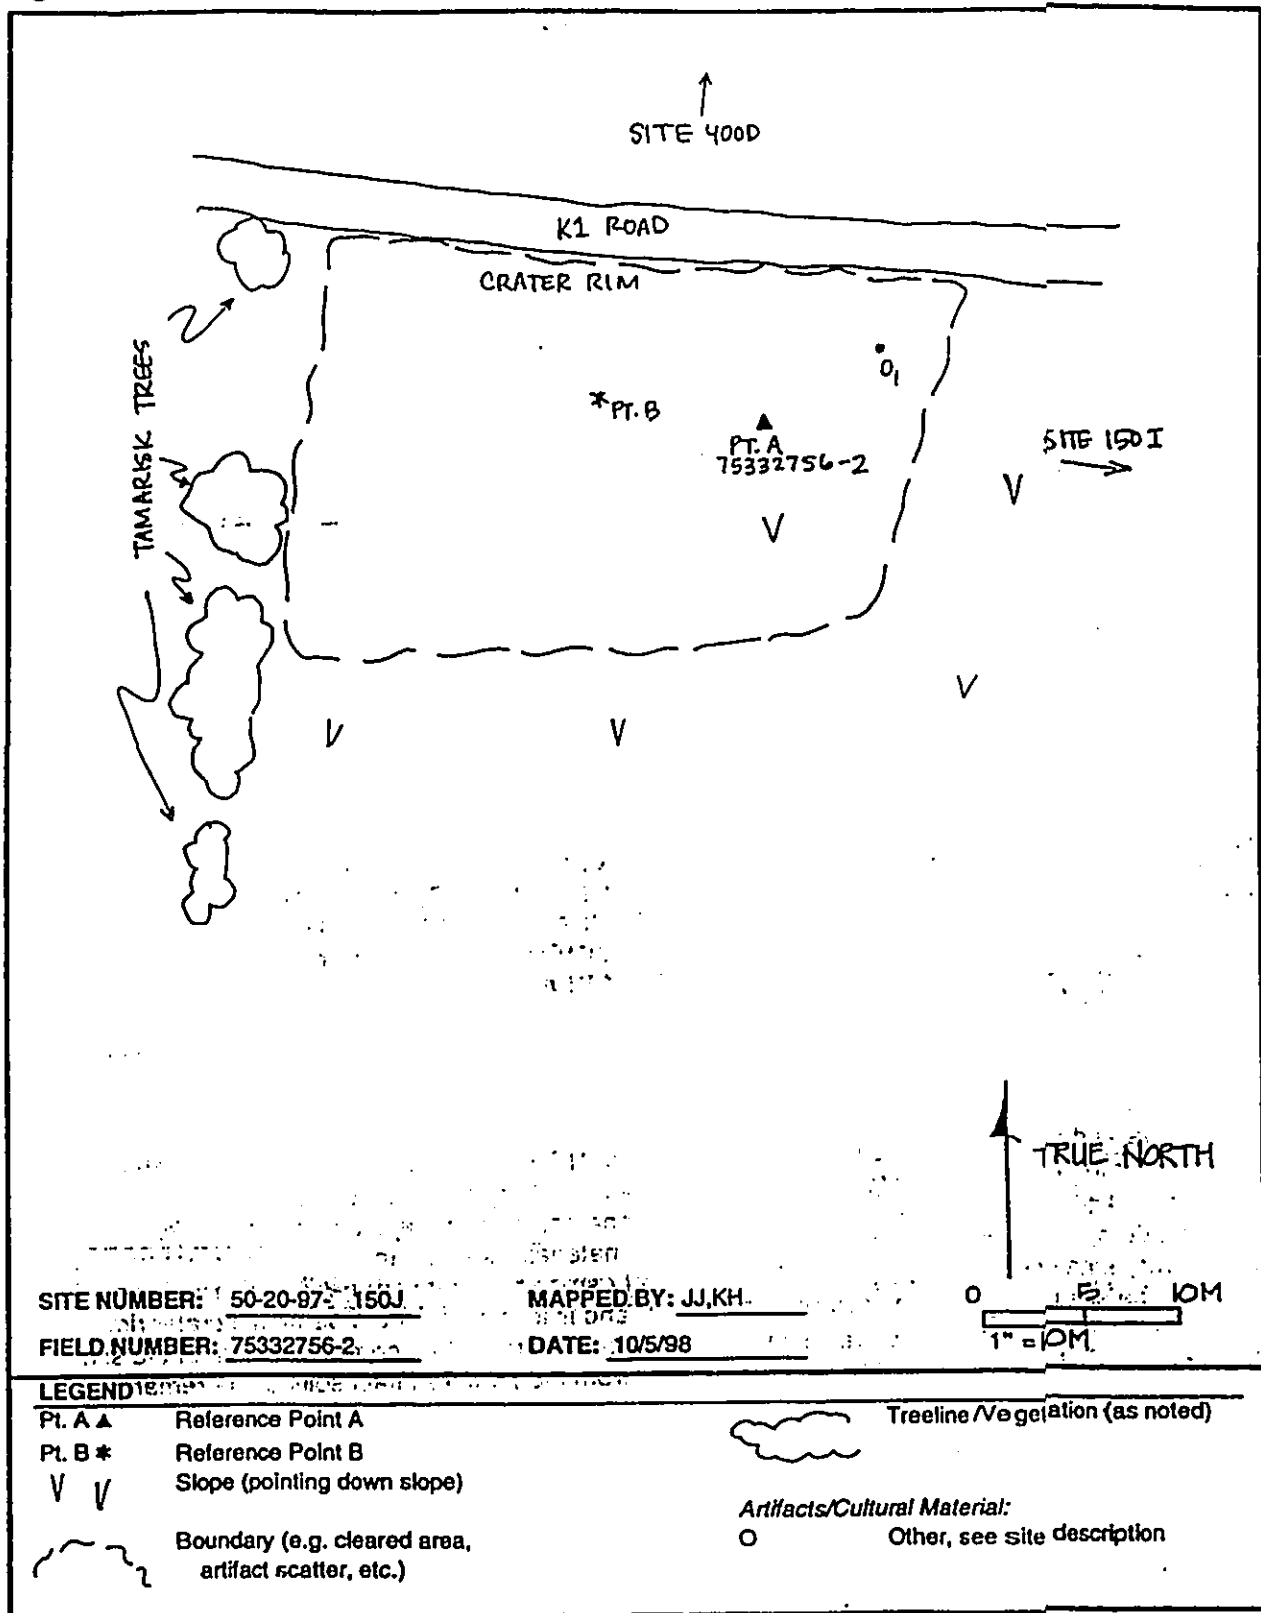 SITE 400D
K1 ROAD
CRATER RIM
TAMARISK TREES
O1
*PT. B
PT. A
75332756-2
SITE 150I
V
V
V
V
V
TRUE NORTH
0 5 10M
1" = 10M
SITE NUMBER: 50-20-97- 150J
MAPPED BY: JJ,KH
FIELD NUMBER: 75332756-2
DATE: 10/5/98
LEGEND
Pt. A ▲ Reference Point A
Pt. B * Reference Point B
V V Slope (pointing down slope)
Boundary (e.g. cleared area,
artifact scatter, etc.)
Treeline/Vegetation (as noted)
Artifacts/Cultural Material:
O Other, see site description